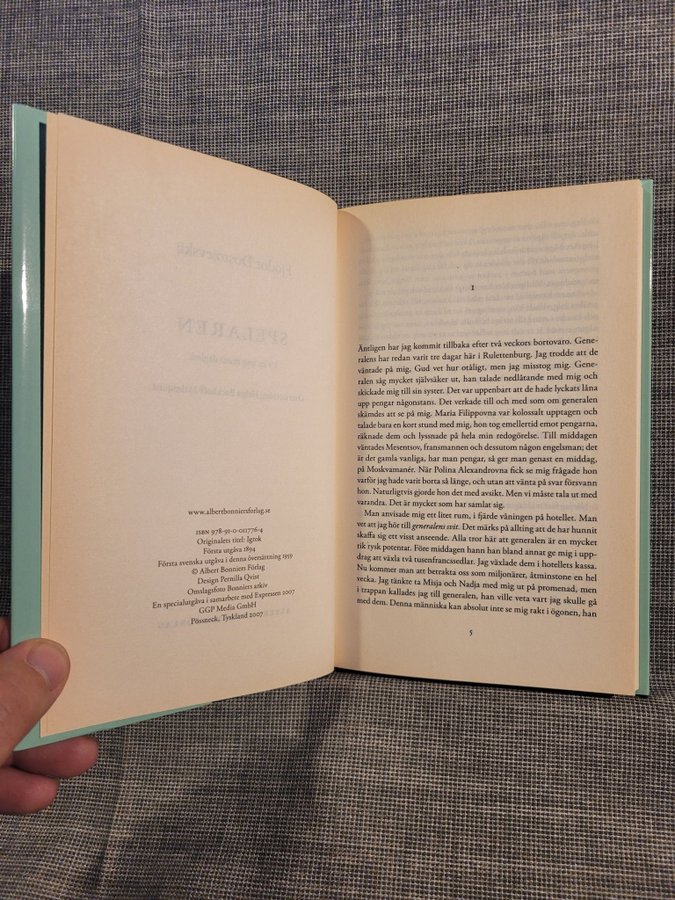 www.albertbonniersforlag.se
ISBN 978-91-0-011776-4
Originalets titel: Igrok
Första utgåva 1894
Första svenska utgåva i denna översättning 1959
© Albert Bonniers Förlag
Design Pernilla Qvist
Omslagsfoto Bonniers arkiv
En specialutgåva i samarbete med Expressen 2007
GGP Media GmbH
Pössneck, Tyskland 2007
1
Äntligen har jag kommit tillbaka efter två veckors bortovaro. Gene-
ralens har redan varit tre dagar här i Rulettenburg. Jag trodde att de
väntade på mig, Gud vet hur otåligt, men jag misstog mig. Gene-
ralen såg mycket självsäker ut, han talade nedlåtande med mig och
skickade mig till sin syster. Det var uppenbart att de hade lyckats låna
upp pengar någonstans. Det verkade till och med som om generalen
skämdes att se på mig. Maria Filippovna var kolossalt upptagen och
talade bara en kort stund med mig, hon tog emellertid emot pengarna,
räknade dem och lyssnade på hela min redogörelse. Till middagen
väntades Mesentsov, fransmannen och dessutom någon engelsman; det
är det gamla vanliga, har man pengar, så ger man genast en middag,
på Moskvamanér. När Polina Alexandrovna fick se mig frågade hon
varför jag hade varit borta så länge, och utan att vänta på svar försvann
hon. Naturligtvis gjorde hon det med avsikt. Men vi måste tala ut med
varandra. Det är mycket som har samlat sig.
Man anvisade mig ett litet rum, i fjärde våningen på hotellet. Man
vet att jag hör till generalens svit. Det märks på allting att de har hunnit
skaffa sig ett visst anseende. Alla tror här att generalen är en mycket
rik rysk potentat. Före middagen hann han bland annat ge mig i upp-
drag att växla två tusenfrancssedlar. Jag växlade dem i hotellets kassa.
Nu kommer man att betrakta oss som miljonärer, åtminstone en hel
vecka. Jag tänkte ta Misja och Nadja med mig ut på promenad, men
i trappan kallades jag till generalen, han ville veta vart jag skulle gå
med dem. Denna människa kan absolut inte se mig rakt i ögonen, han
5